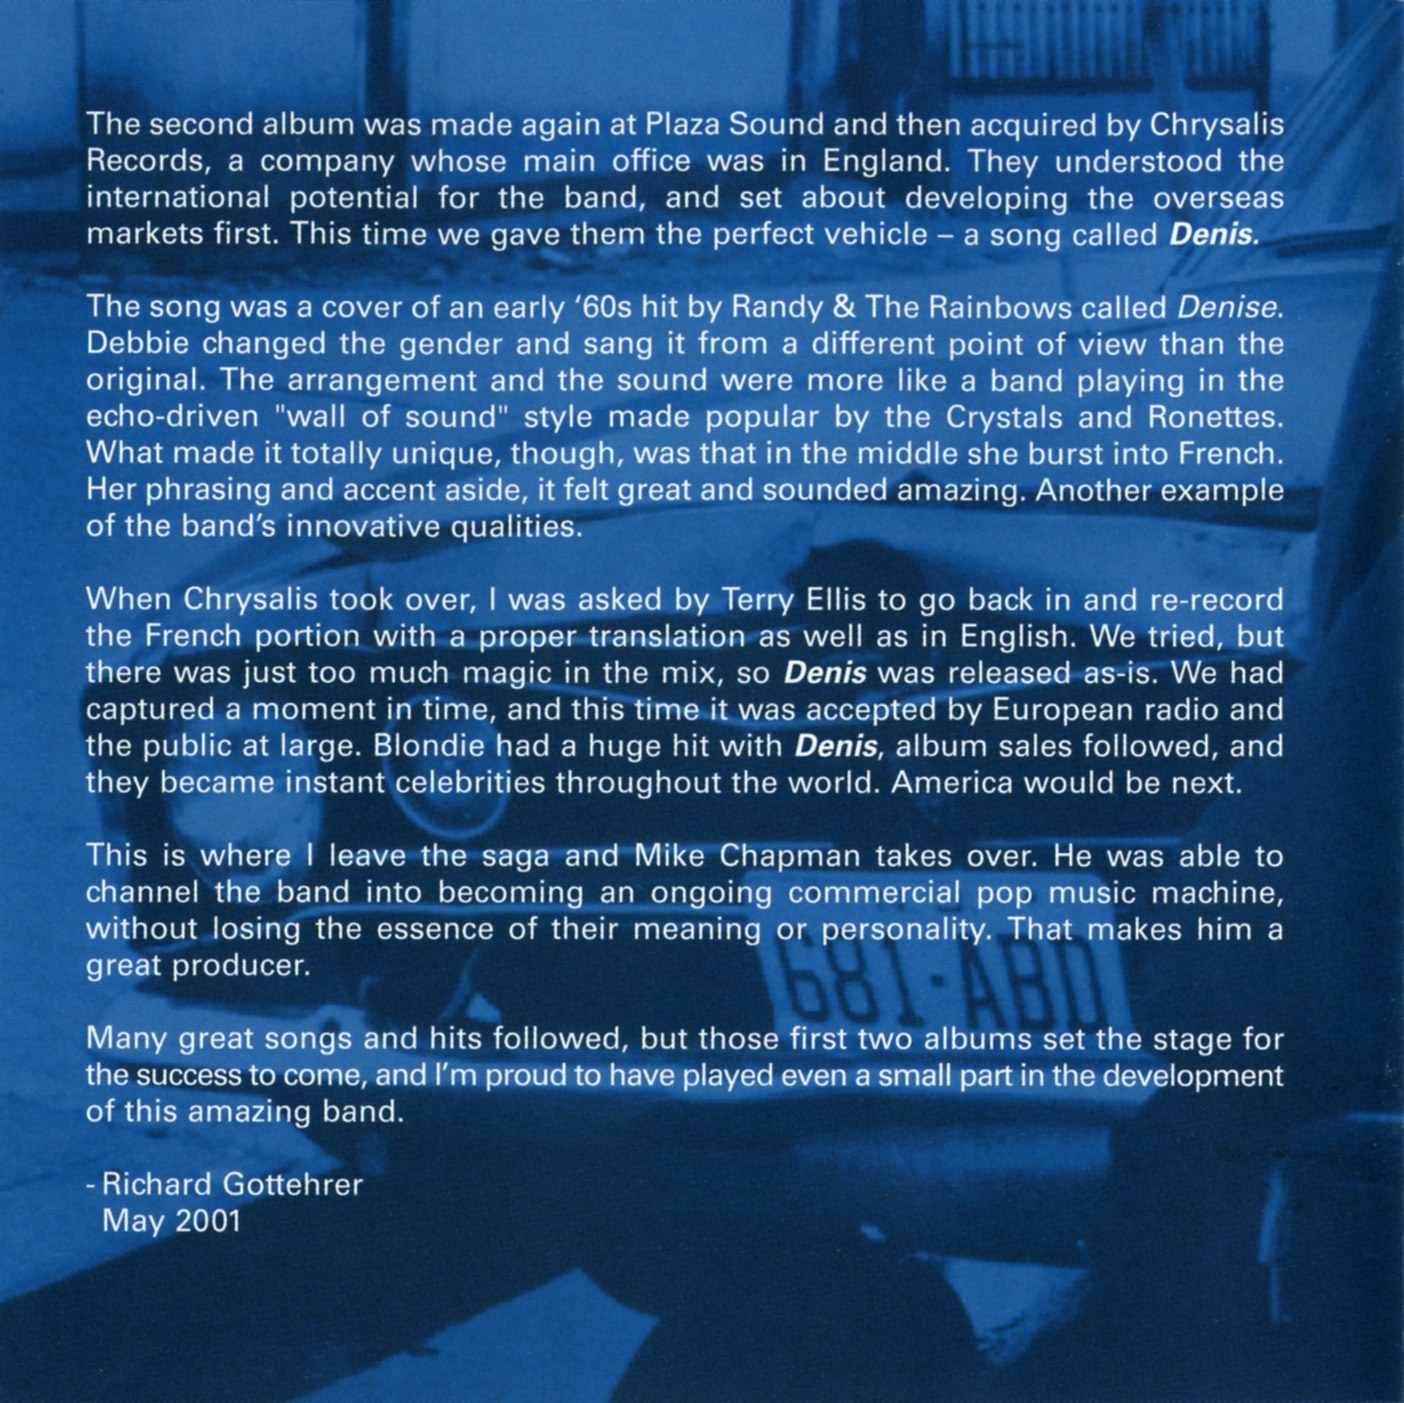 The second album was made again at Plaza Sound and then acquired by Chrysalis
Records, a company whose main office was in England. They understood the
international potential for the band, and set about developing the overseas
markets first. This time we gave them the perfect vehicle – a song called Denis.
The song was a cover of an early ‘60s hit by Randy & The Rainbows called Denise.
Debbie changed the gender and sang it from a different point of view than the
original. The arrangement and the sound were more like a band playing in the
echo-driven "wall of sound" style made popular by the Crystals and Ronettes.
What made it totally unique, though, was that in the middle she burst into French.
Her phrasing and accent aside, it felt great and sounded amazing. Another example
of the band’s innovative qualities.
When Chrysalis took over, I was asked by Terry Ellis to go back in and re-record
the French portion with a proper translation as well as in English. We tried, but
there was just too much magic in the mix, so Denis was released as-is. We had
captured a moment in time, and this time it was accepted by European radio and
the public at large. Blondie had a huge hit with Denis, album sales followed, and
they became instant celebrities throughout the world. America would be next.
This is where I leave the saga and Mike Chapman takes over. He was able to
channel the band into becoming an ongoing commercial pop music machine,
without losing the essence of their meaning or personality. That makes him a
great producer.
681·ABD
Many great songs and hits followed, but those first two albums set the stage for
the success to come, and I’m proud to have played even a small part in the development
of this amazing band.
- Richard Gottehrer
May 2001